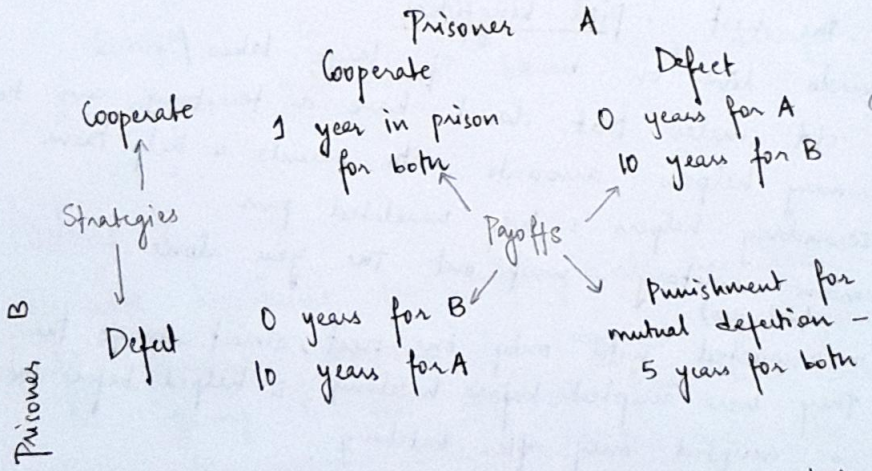 Prisoner A
Cooperate Defect
Cooperate 1 year in prison 0 years for A
for both 10 years for B
Strategies Payoffs
Prisoner B
Defect 0 years for B Punishment for
10 years for A mutual defection -
5 years for both